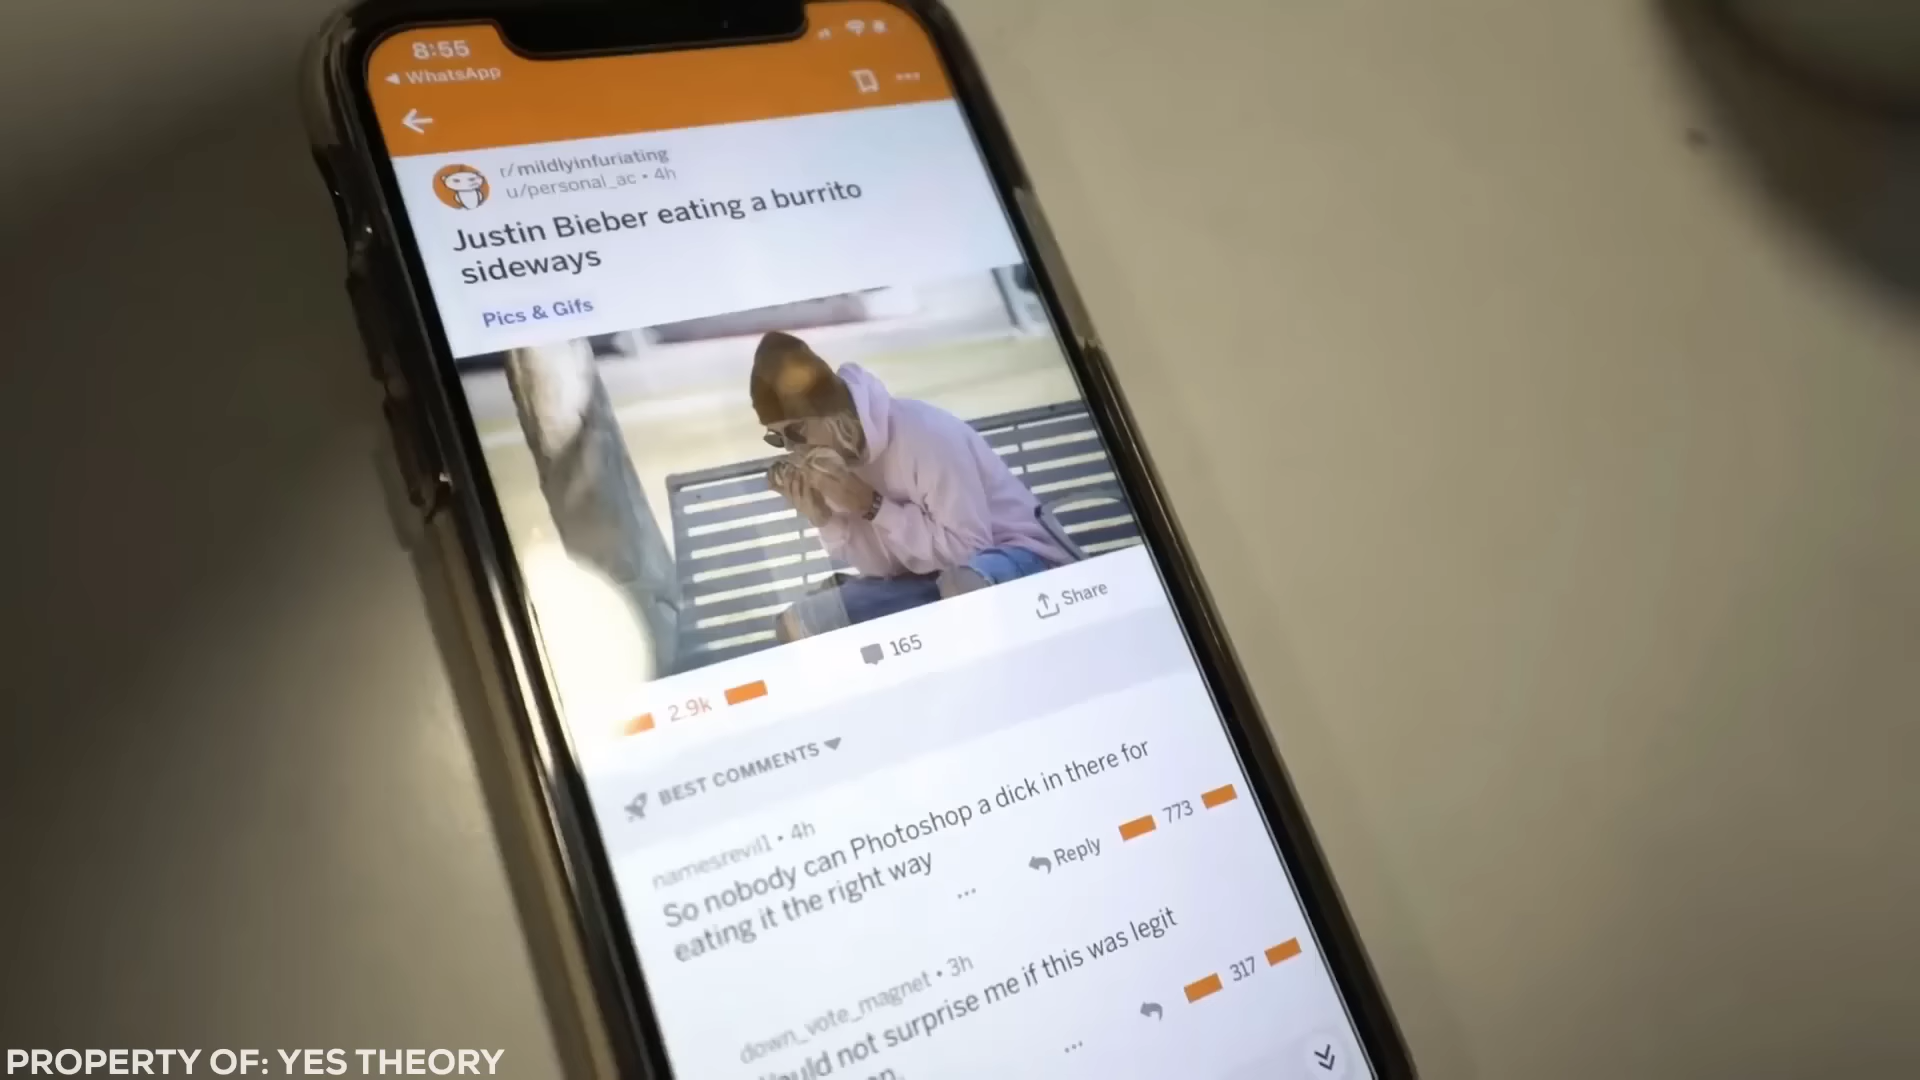 8:55
WhatsApp
r/mildlyinfuriating
u/personal_ac • 4h
Justin Bieber eating a burrito
sideways
Pics & Gifs
2.9k
165
Share
BEST COMMENTS
namesrevil1 • 4h
So nobody can Photoshop a dick in there for
eating it the right way
...
Reply
773
down_vote_magnet • 3h
not surprise me if this was legit
...
317
PROPERTY OF: YES THEORY